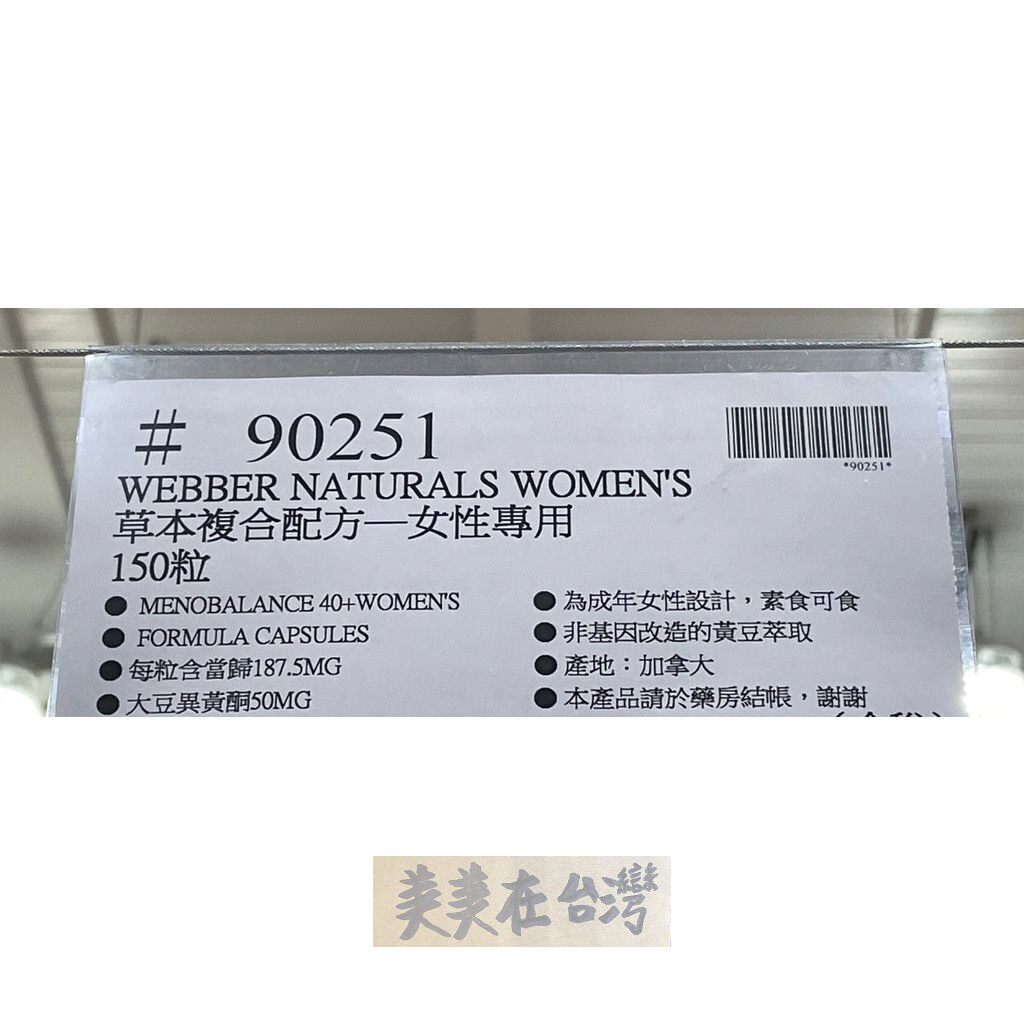 # 90251
*90251*
WEBBER NATURALS WOMEN'S
草本複合配方—女性專用
150粒
● MENOBALANCE 40+WOMEN'S
● FORMULA CAPSULES
● 每粒含當歸187.5MG
● 大豆異黃酮50MG
● 為成年女性設計，素食可食
● 非基因改造的黃豆萃取
● 產地：加拿大
● 本產品請於藥房結帳，謝謝
美美在台灣